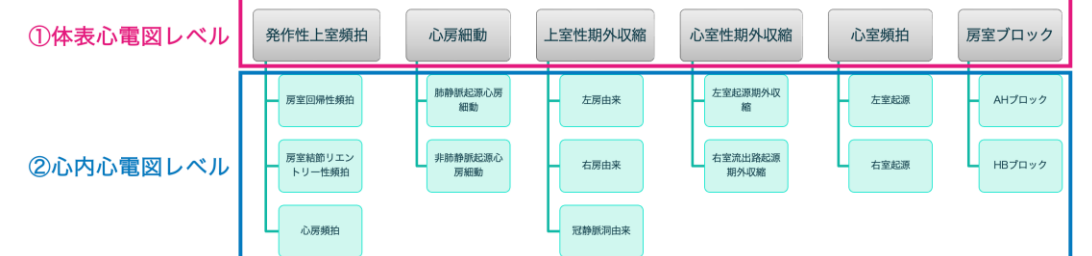 ①体表心電図レベル
発作性上室頻拍
心房細動
上室性期外収縮
心室性期外収縮
心室頻拍
房室ブロック
②心内心電図レベル
房室回帰性頻拍
房室結節リエン
トリー性頻拍
心房頻拍
肺静脈起源心房
細動
非肺静脈起源心
房細動
左房由来
右房由来
冠静脈洞由来
左室起源期外収
縮
右室流出路起源
期外収縮
左室起源
右室起源
AHブロック
HBブロック